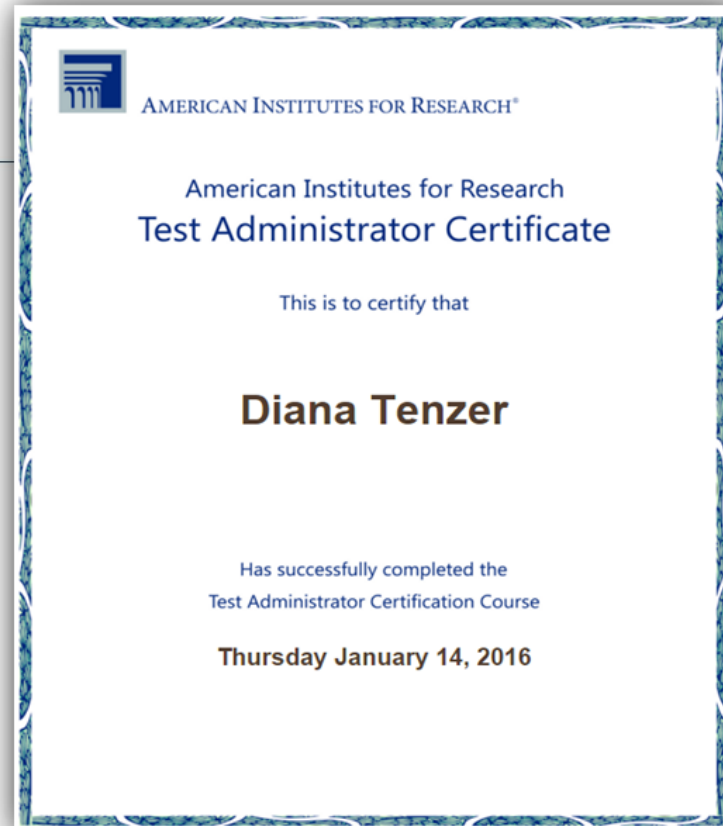 AMERICAN INSTITUTES FOR RESEARCH®
American Institutes for Research
Test Administrator Certificate
This is to certify that
Diana Tenzer
Has successfully completed the
Test Administrator Certification Course
Thursday January 14, 2016